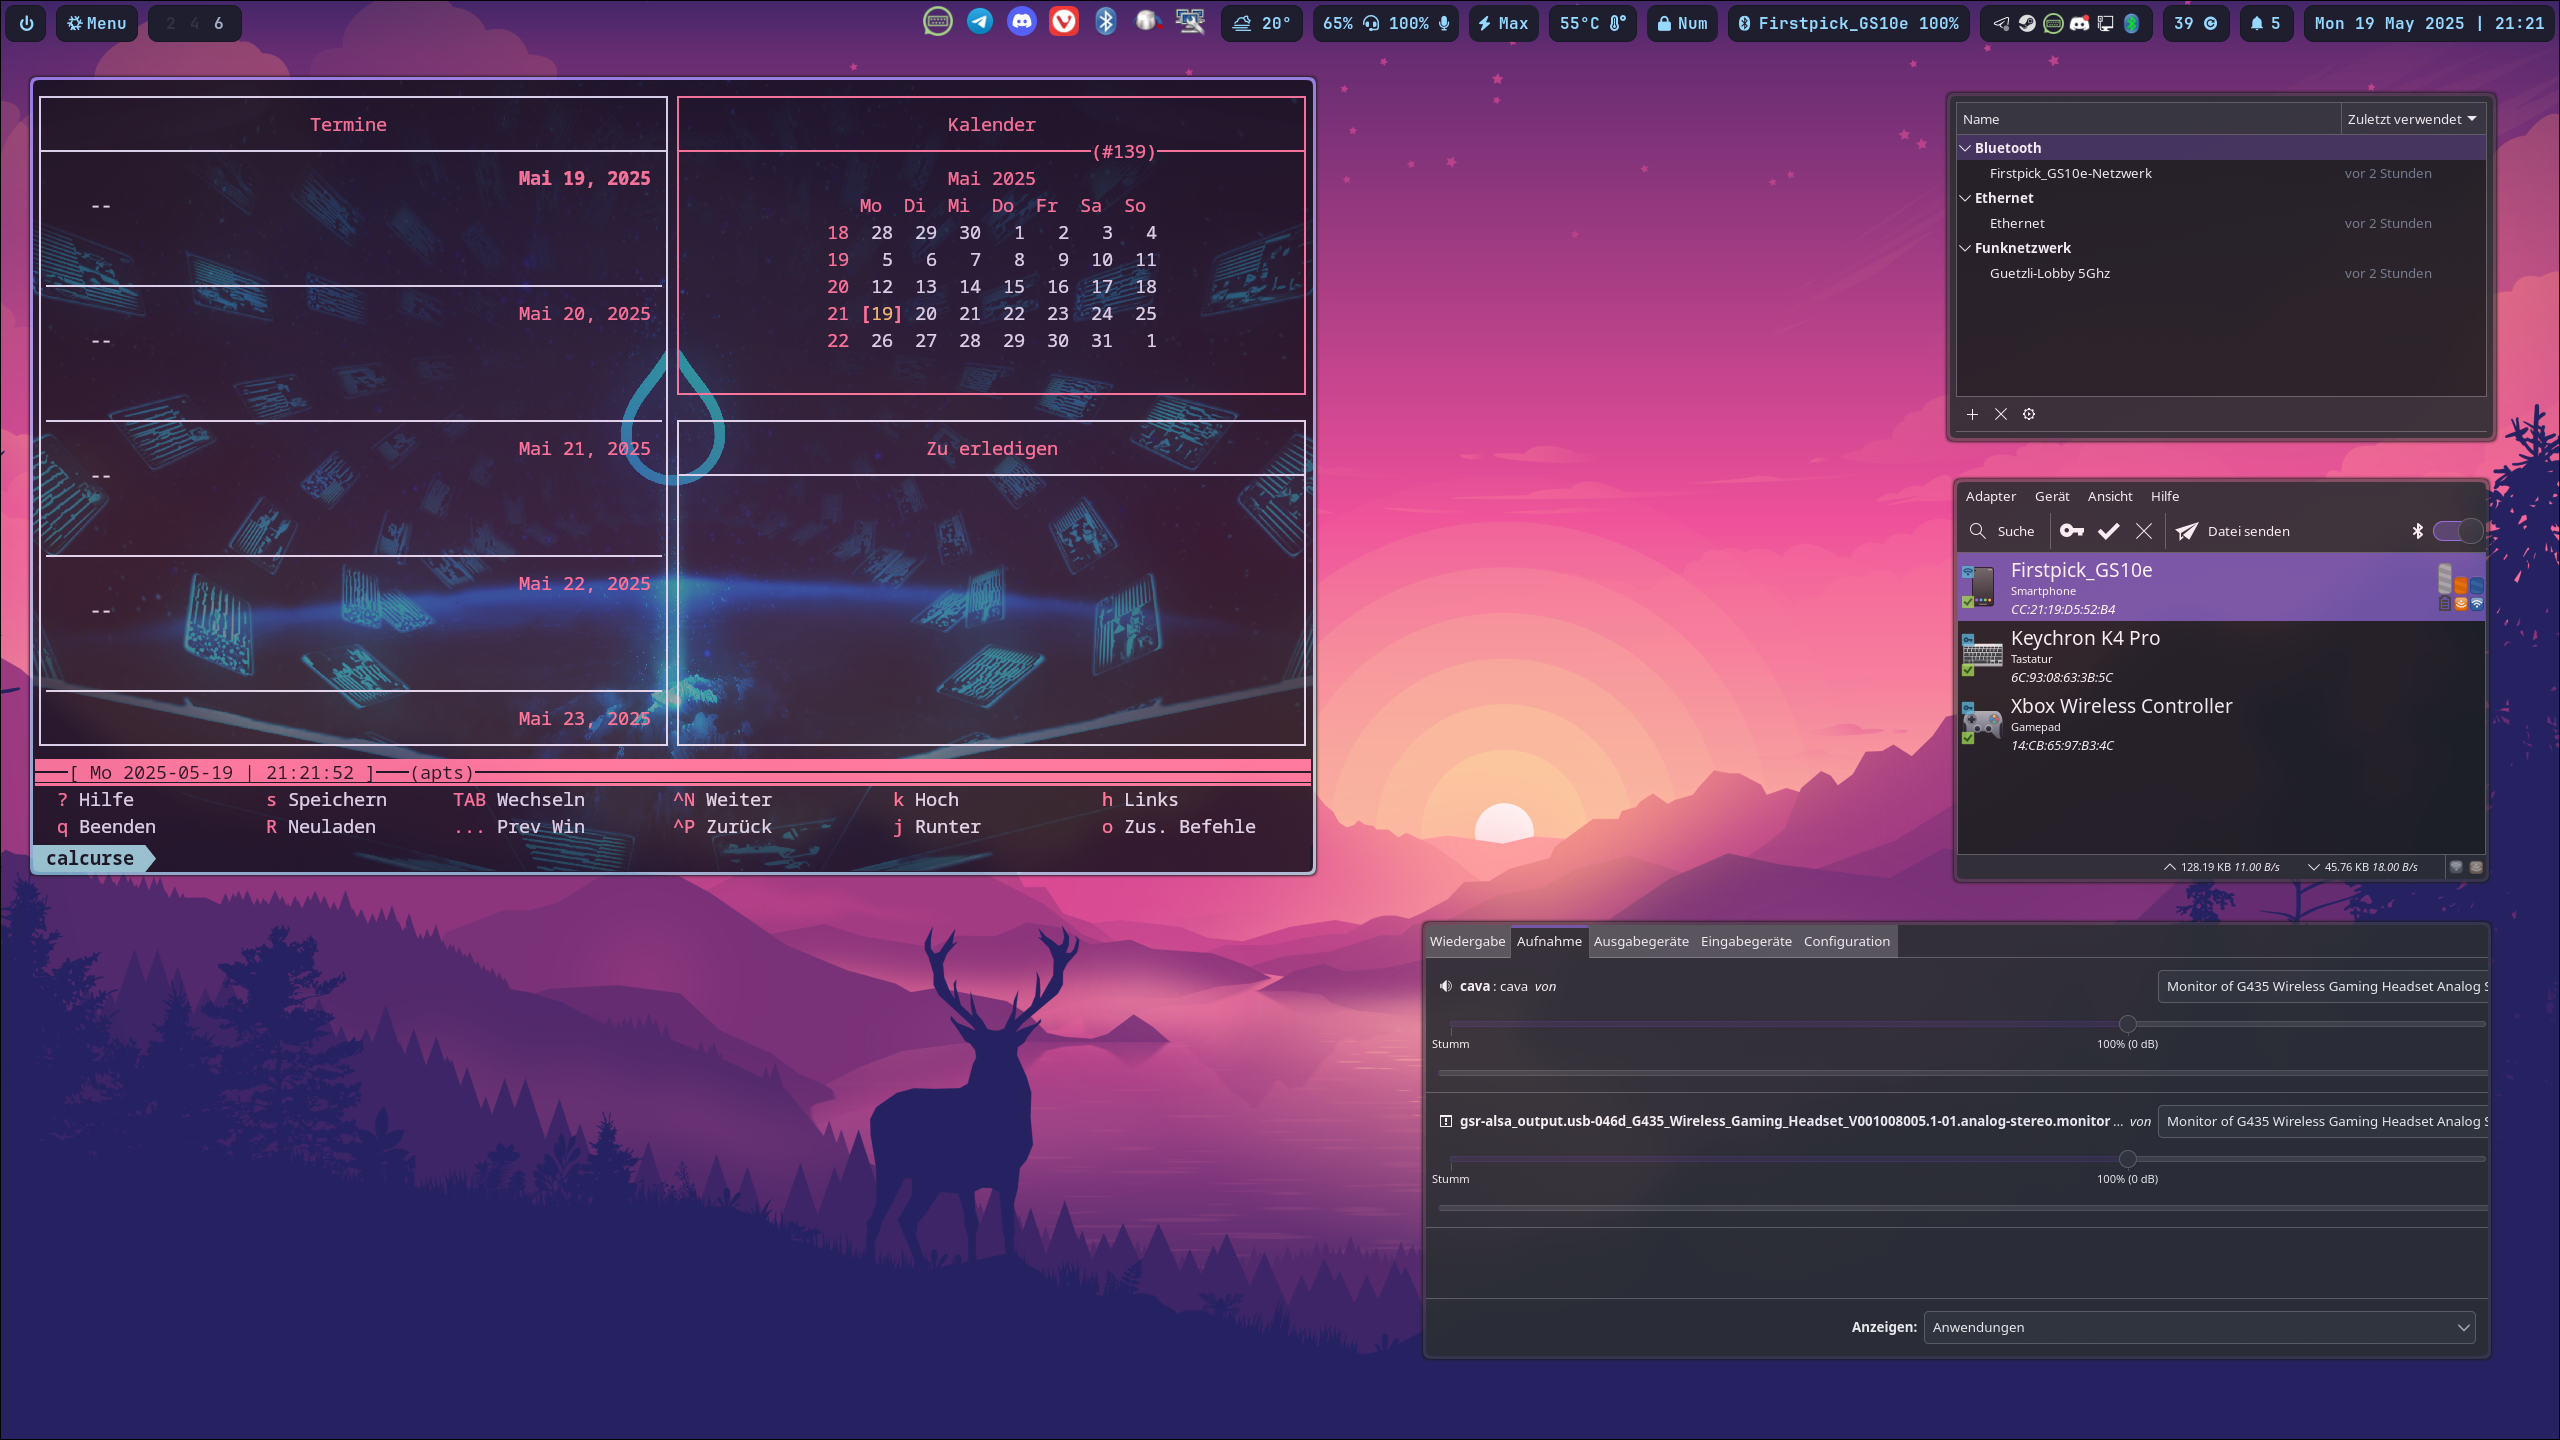 Menu 2 4 6 20° 65% 100% Max 55°C Num Firstpick_GS10e 100% 39 5 Mon 19 May 2025 | 21:21
Termine
Mai 19, 2025
--
Mai 20, 2025
--
Mai 21, 2025
--
Mai 22, 2025
--
Mai 23, 2025
Kalender
(#139)
Mai 2025
Mo Di Mi Do Fr Sa So
18 28 29 30 1 2 3 4
19 5 6 7 8 9 10 11
20 12 13 14 15 16 17 18
21 [19] 20 21 22 23 24 25
22 26 27 28 29 30 31 1
Zu erledigen
[ Mo 2025-05-19 | 21:21:52 ] (apts)
? Hilfe s Speichern TAB Wechseln ^N Weiter k Hoch h Links
q Beenden R Neuladen ... Prev Win ^P Zurück j Runter o Zus. Befehle
calcurse
Name Zuletzt verwendet
Bluetooth
Firstpick_GS10e-Netzwerk vor 2 Stunden
Ethernet
Ethernet vor 2 Stunden
Funknetzwerk
Guetzli-Lobby 5Ghz vor 2 Stunden
Adapter Gerät Ansicht Hilfe
Suche Datei senden
Firstpick_GS10e
Smartphone
CC:21:19:D5:52:B4
Keychron K4 Pro
Tastatur
6C:93:08:63:3B:5C
Xbox Wireless Controller
Gamepad
14:CB:65:97:B3:4C
128.19 KB 11.00 B/s 45.76 KB 18.00 B/s
Wiedergabe Aufnahme Ausgabegeräte Eingabegeräte Configuration
cava : cava von Monitor of G435 Wireless Gaming Headset Analog S
Stumm 100% (0 dB)
gsr-alsa_output.usb-046d_G435_Wireless_Gaming_Headset_V001008005.1-01.analog-stereo.monitor ... von Monitor of G435 Wireless Gaming Headset Analog S
Stumm 100% (0 dB)
Anzeigen: Anwendungen